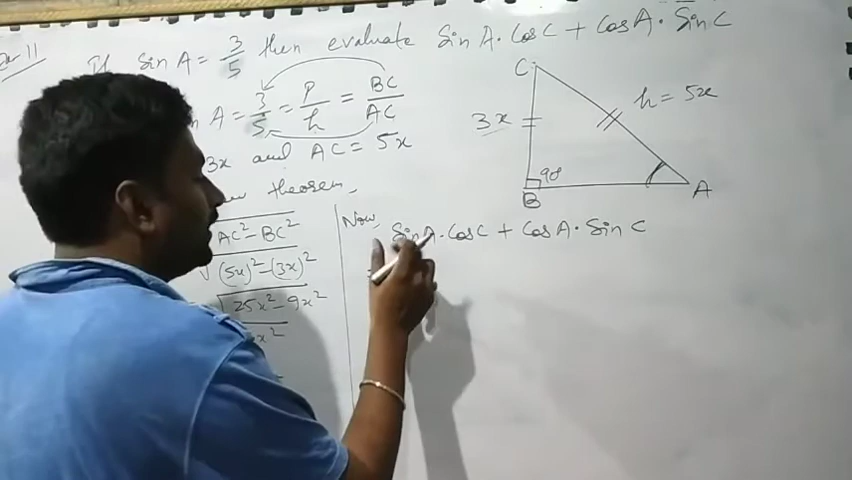 If sin A = 3/5 then evaluate Sin A · Cos C + Cos A · Sin C
A = 3/5 = P/h = BC/AC
3x and AC = 5x
theorem,
AC² - BC²
√(5x)² - (3x)²
25x² - 9x²
x²
C
3x
h = 5x
90
B
A
Now, Sin A · Cos C + Cos A · Sin C